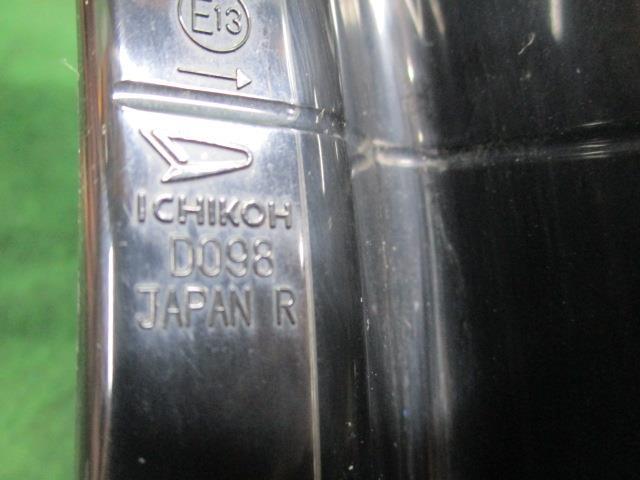 E13
ICHIKOH
D098
JAPAN R